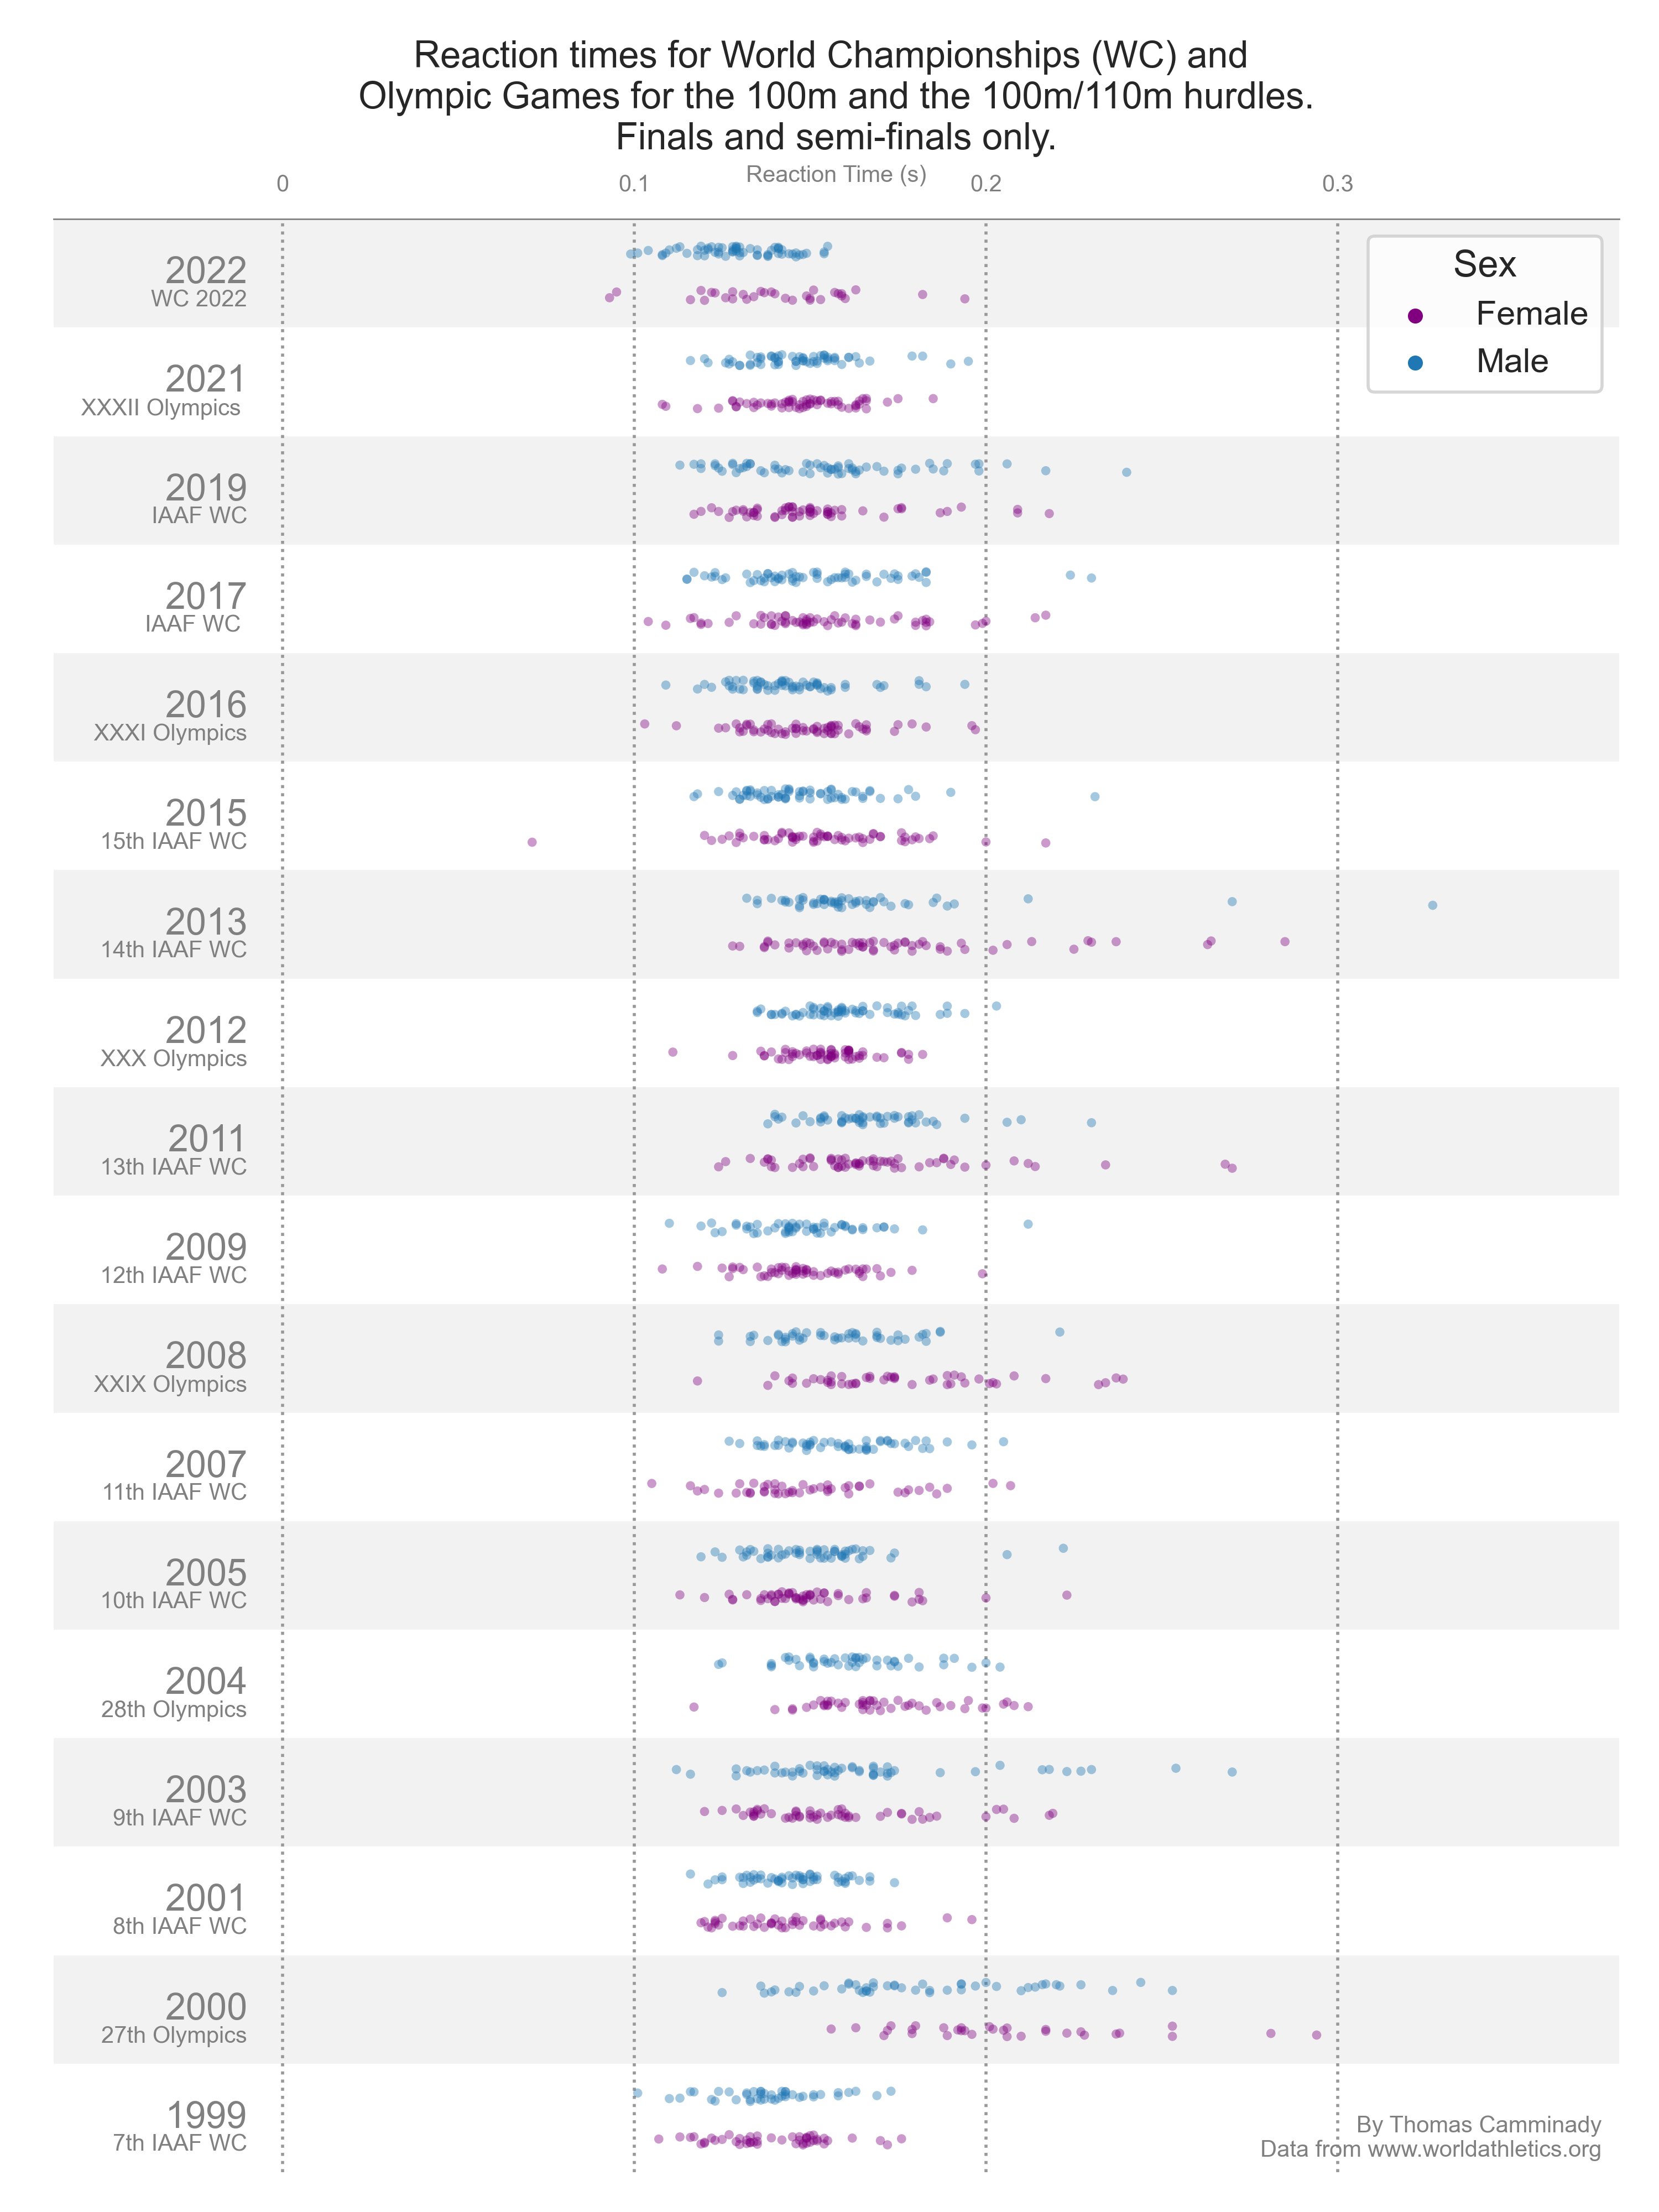 Reaction times for World Championships (WC) and
Olympic Games for the 100m and the 100m/110m hurdles.
Finals and semi-finals only.
Reaction Time (s)
0 0.1 0.2 0.3
Sex
Female
Male
2022
WC 2022
2021
XXXII Olympics
2019
IAAF WC
2017
IAAF WC
2016
XXXI Olympics
2015
15th IAAF WC
2013
14th IAAF WC
2012
XXX Olympics
2011
13th IAAF WC
2009
12th IAAF WC
2008
XXIX Olympics
2007
11th IAAF WC
2005
10th IAAF WC
2004
28th Olympics
2003
9th IAAF WC
2001
8th IAAF WC
2000
27th Olympics
1999
7th IAAF WC
By Thomas Camminady
Data from www.worldathletics.org